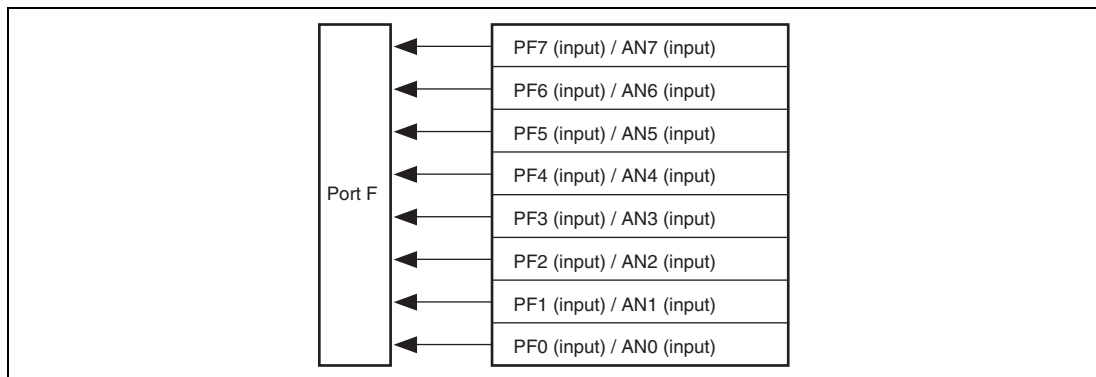 PF7 (input) / AN7 (input)
PF6 (input) / AN6 (input)
PF5 (input) / AN5 (input)
PF4 (input) / AN4 (input)
Port F
PF3 (input) / AN3 (input)
PF2 (input) / AN2 (input)
PF1 (input) / AN1 (input)
PF0 (input) / AN0 (input)